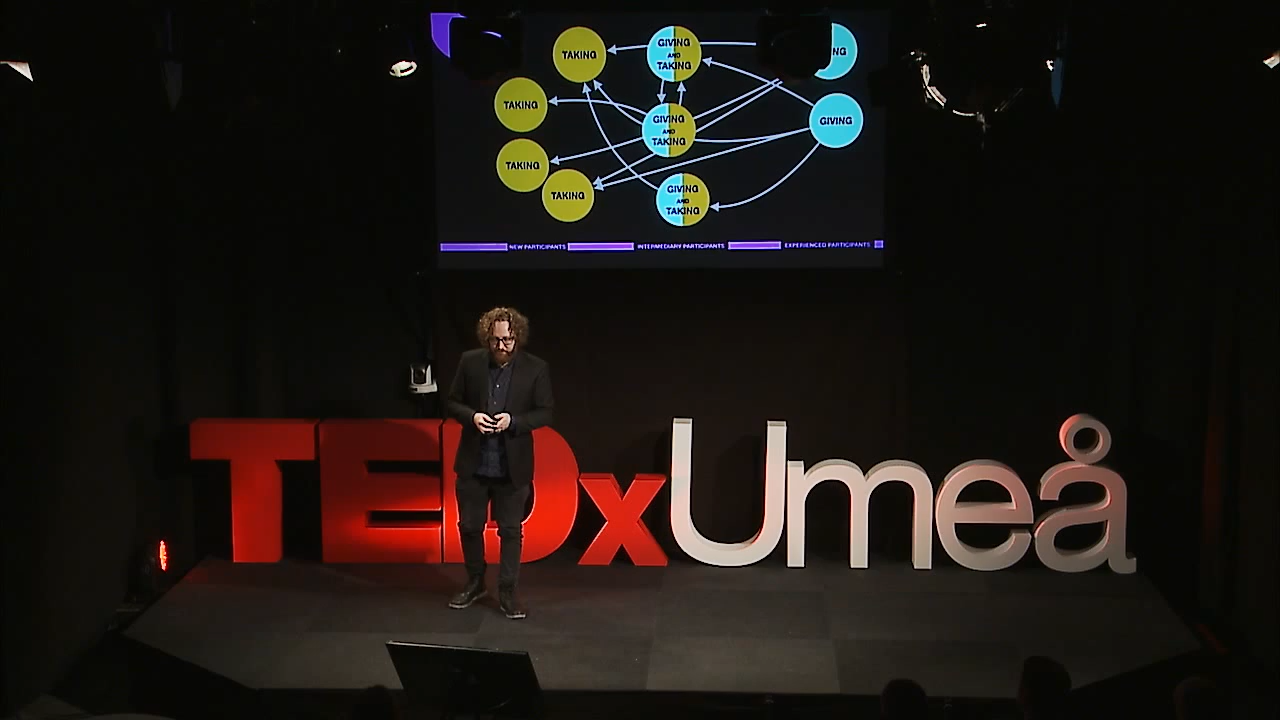 TAKING
GIVING
AND
TAKING
NG
TAKING
GIVING
AND
TAKING
GIVING
TAKING
TAKING
GIVING
AND
TAKING
NEW PARTICIPANTS
INTERMEDIARY PARTICIPANTS
EXPERIENCED PARTICIPANTS
TEDxUmeå